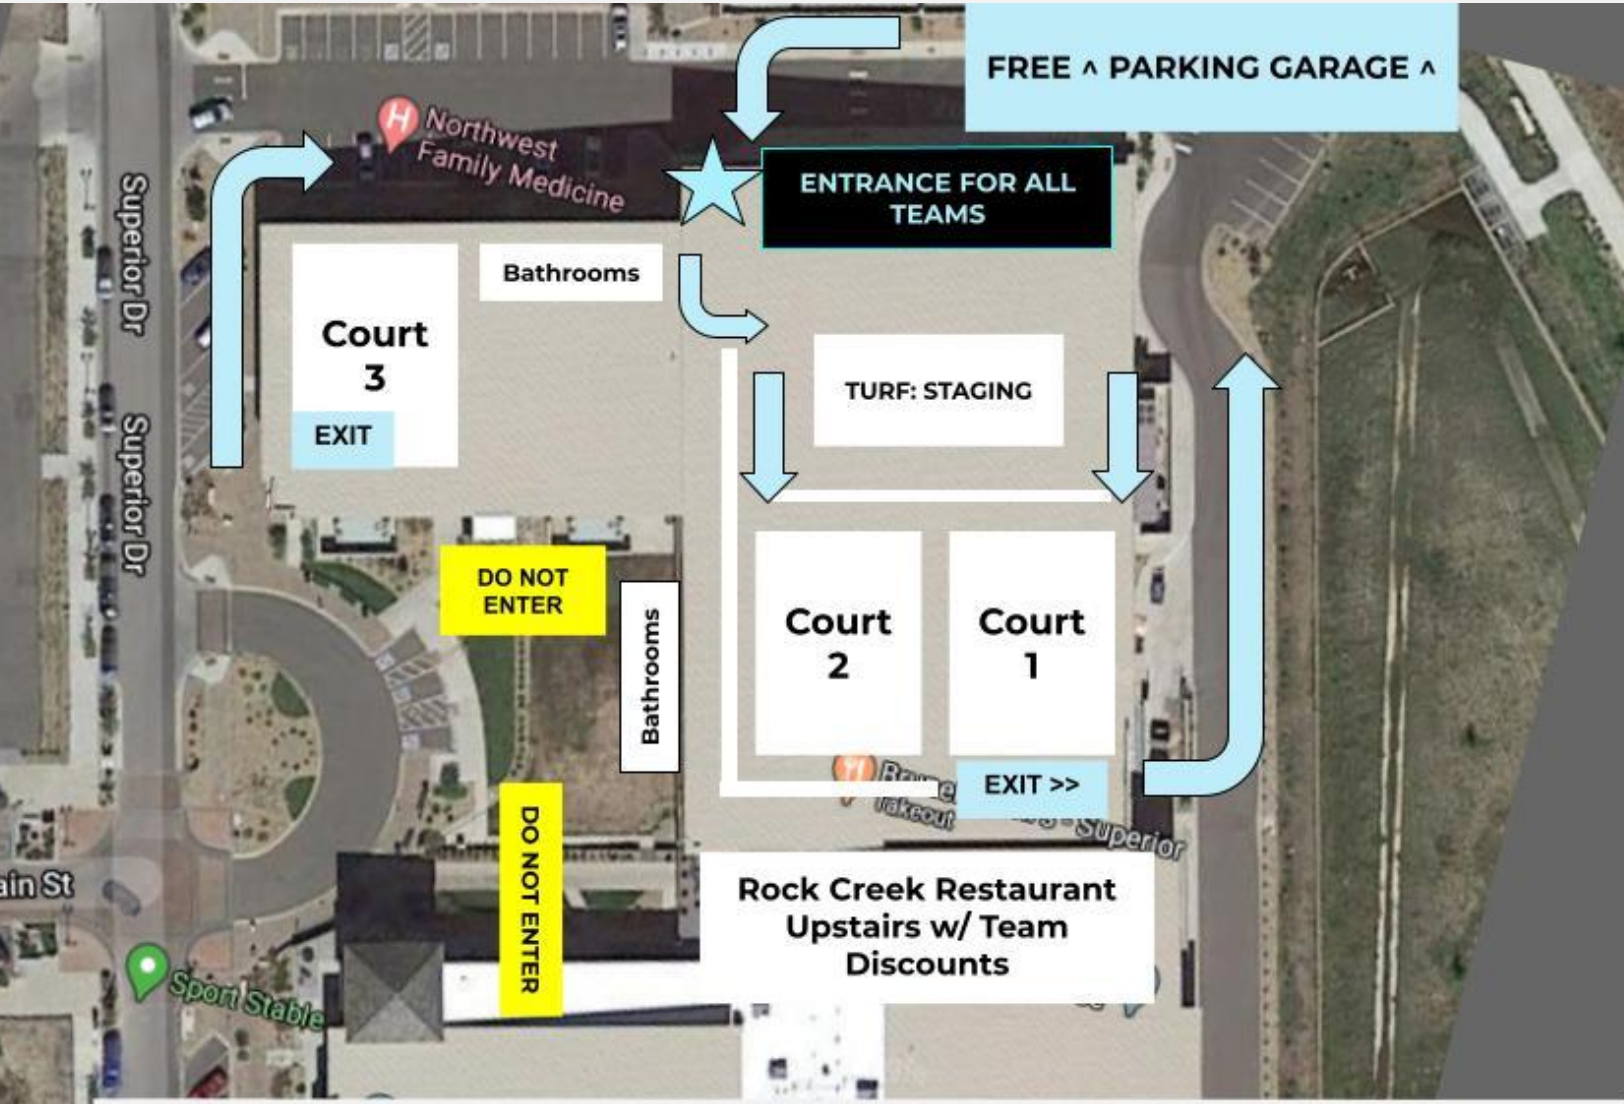 FREE ^ PARKING GARAGE ^
Northwest
Family Medicine
ENTRANCE FOR ALL
TEAMS
Superior Dr
Bathrooms
Court
3
EXIT
TURF: STAGING
Superior Dr
DO NOT
ENTER
Bathrooms
Court
2
Court
1
EXIT >>
Takeout
- Superior
DO NOT ENTER
Rock Creek Restaurant
Upstairs w/ Team
Discounts
ain St
Sport Stable